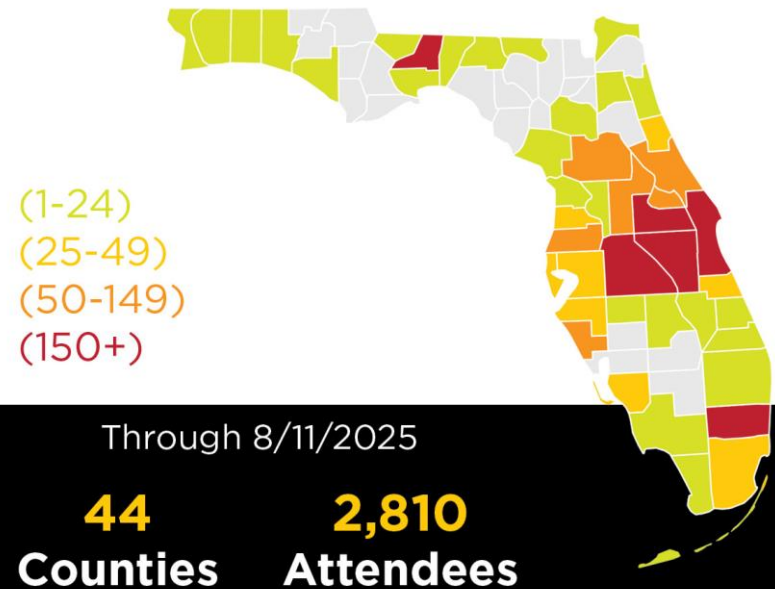 (1-24)
(25-49)
(50-149)
(150+)
Through 8/11/2025
44 2,810
Counties Attendees